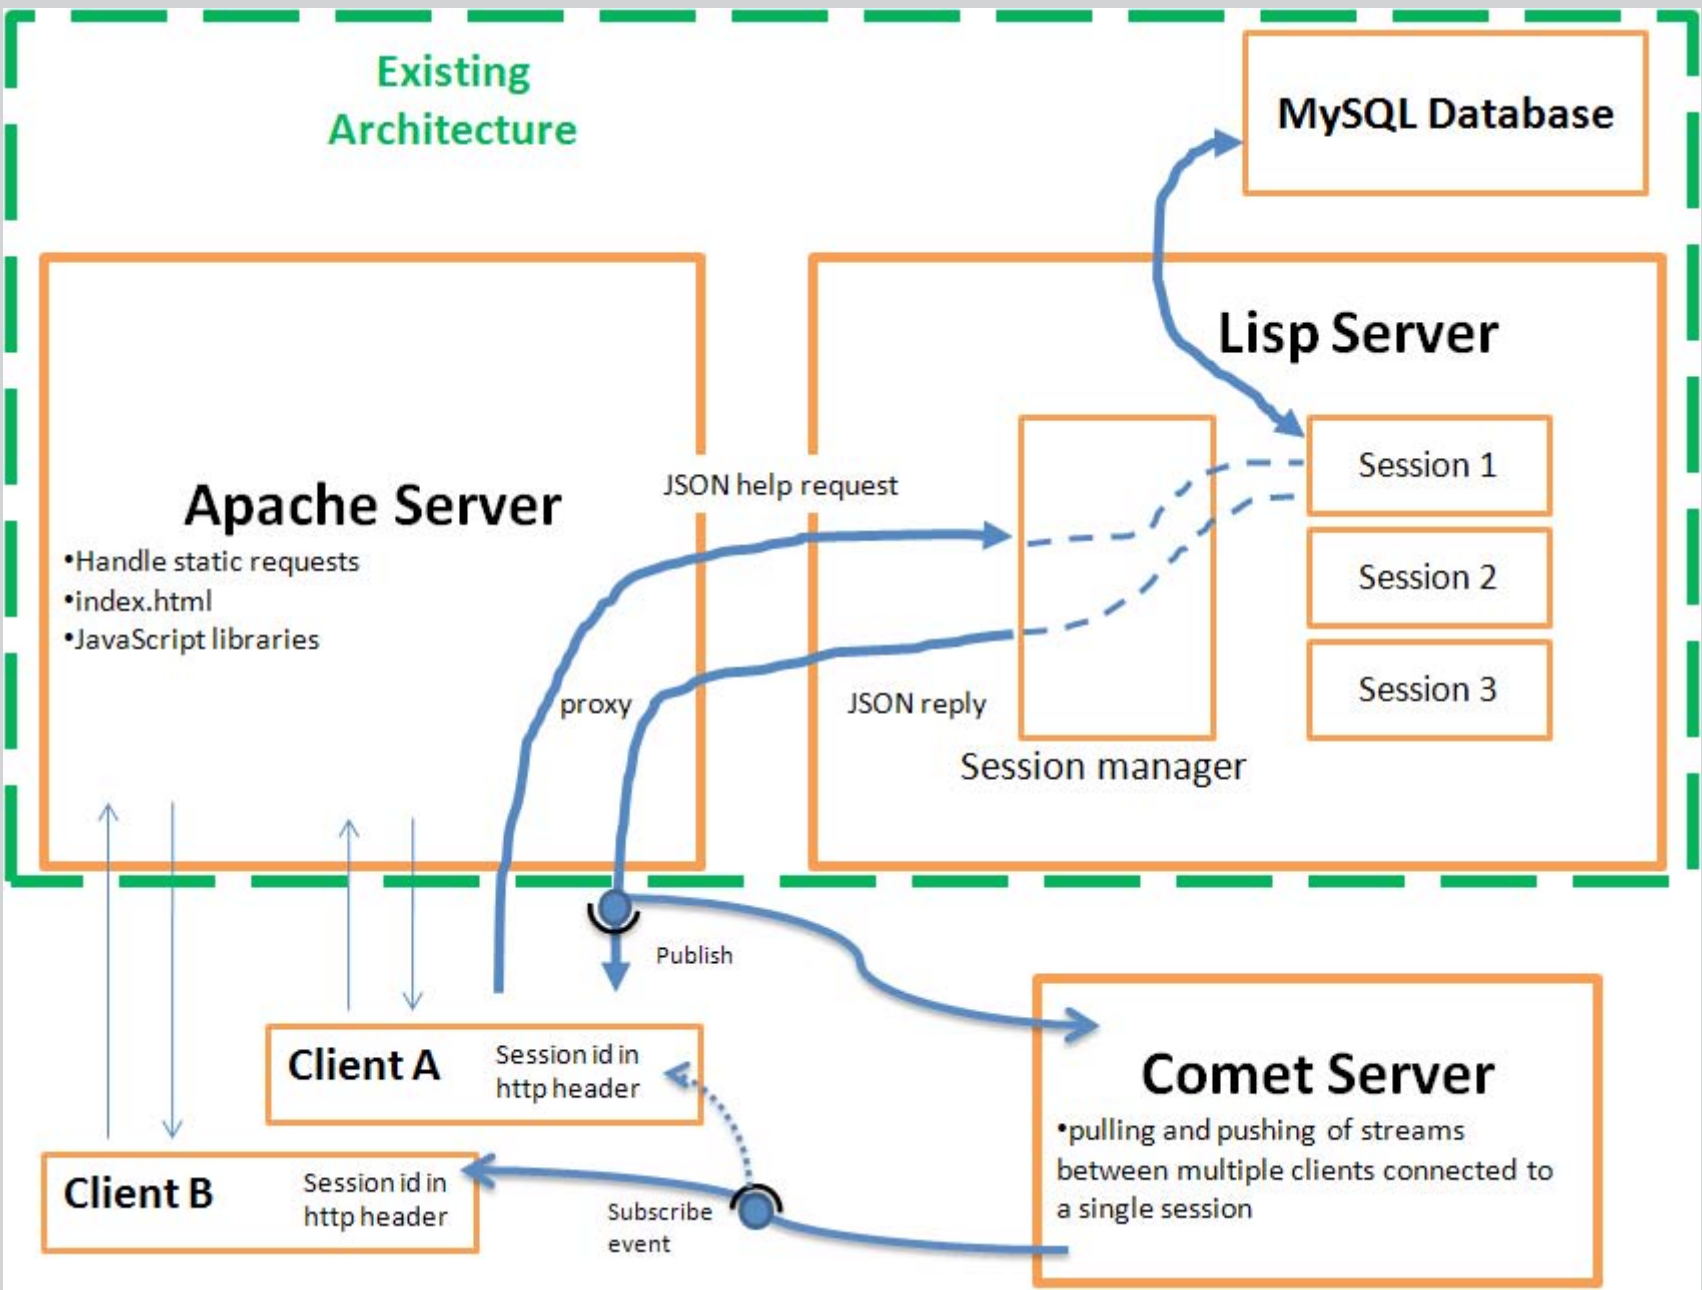 Existing
Architecture
MySQL Database
Lisp Server
Apache Server
•Handle static requests
•index.html
•JavaScript libraries
JSON help request
proxy
JSON reply
Session 1
Session 2
Session 3
Session manager
Publish
Client A
Session id in
http header
Client B
Session id in
http header
Subscribe
event
Comet Server
•pulling and pushing of streams
between multiple clients connected to
a single session